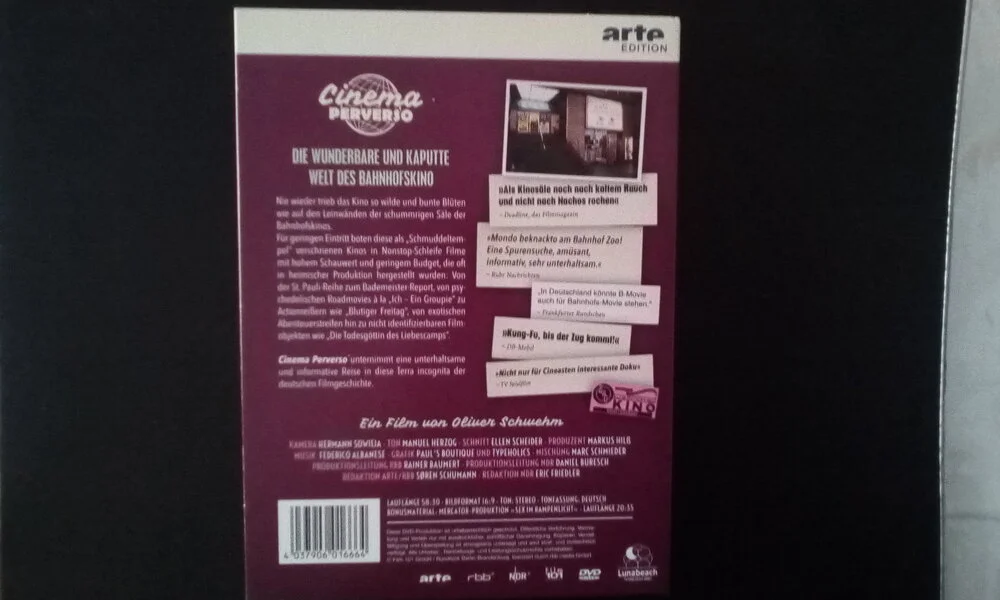 arte
EDITION
Cinema
PERVERSO
DIE WUNDERBARE UND KAPUTTE
WELT DES BAHNHOFSKINO
Nie wieder trieb das Kino so wilde und bunte Blüten
wie auf den Leinwänden der schummrigen Säle der
Bahnhofskinos.
Für geringen Eintritt boten diese als „Schmuddeltem-
pel" verschrienen Kinos in Nonstop-Schleife Filme
mit hohem Schauwert und geringem Budget, die oft
in heimischer Produktion hergestellt wurden. Von
der St. Pauli-Reihe zum Bademeister-Report, von psy-
chedelischen Roadmovies à la „Ich – Ein Groupie" zu
Actionreißern wie „Blutiger Freitag", von exotischen
Abenteuerstreifen hin zu nicht identifizierbaren Film-
objekten wie „Die Todesgöttin des Liebescamps".
Cinema Perverso unternimmt eine unterhaltsame
und informative Reise in diese Terra incognita der
deutschen Filmgeschichte.
»Als Kinosäle noch nach kaltem Rauch
und nicht nach Nachos rochen«
– Deadline, das Filmmagazin
»Mondo beknackto am Bahnhof Zoo!
Eine Spurensuche, amüsant,
informativ, sehr unterhaltsam.«
– Ruhr Nachrichten
„In Deutschland könnte B-Movie
auch für Bahnhofs-Movie stehen."
– Frankfurter Rundschau
»Kung-Fu, bis der Zug kommt!«
– DB-Mobil
»Nicht nur für Cineasten interessante Doku«
– TV Spielfilm
KINO
Ein Film von Oliver Schwehm
KAMERA HERMANN SOWIEJA · TON MANUEL HERZOG · SCHNITT ELLEN SCHEIDER · PRODUZENT MARKUS HILB
MUSIK FEDERICO ALBANESE · GRAFIK PAUL'S BOUTIQUE UND TYPEHOLICS · MISCHUNG MARC SCHMIEDER
PRODUKTIONSLEITUNG RBB RAINER BAUMERT · PRODUKTIONSLEITUNG NDR DANIEL BURESCH
REDAKTION ARTE/RBB SØREN SCHUMANN · REDAKTION NDR ERIC FRIEDLER
LAUFLÄNGE 58:30 · BILDFORMAT 16:9 · TON: STEREO · TONFASSUNG: DEUTSCH
BONUSMATERIAL: MERCATOR-PRODUKTION »SEX IM RAMPENLICHT« · LAUFLÄNGE 20:35
4 037906 016664
arte rbb NDR FILM 101 DVD Lunabeach